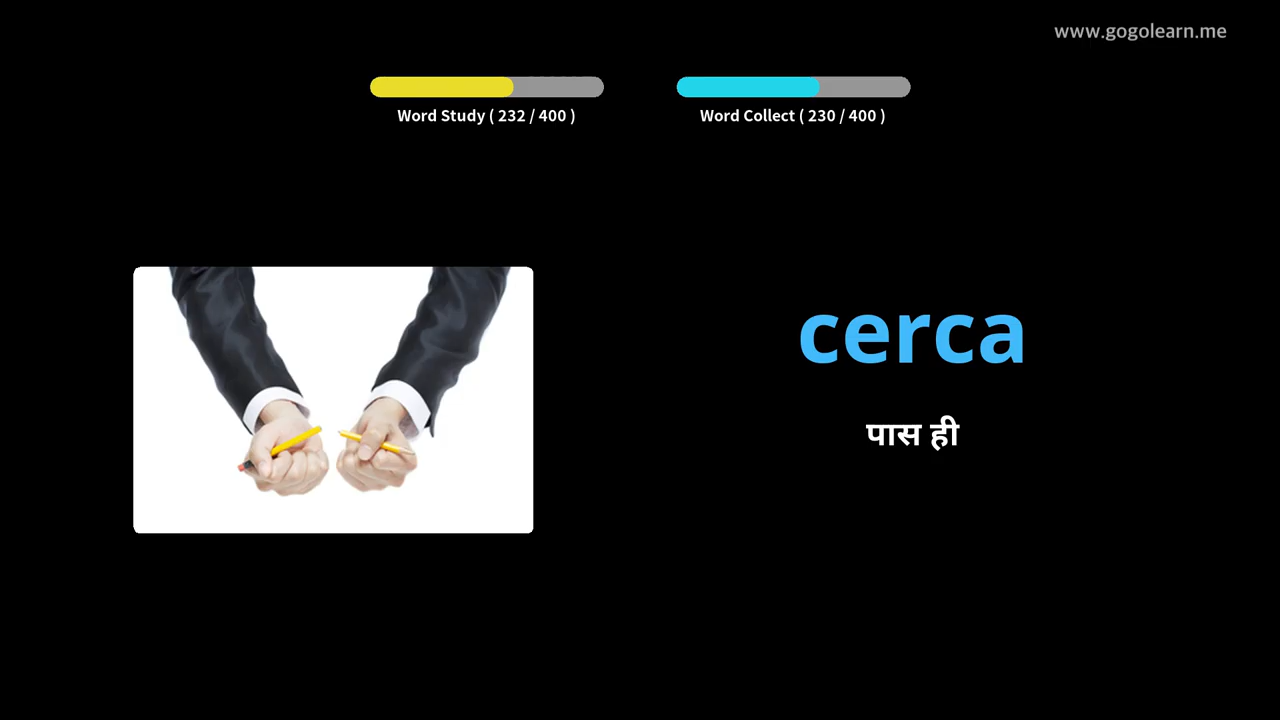 www.gogolearn.me
Word Study ( 232 / 400 )
Word Collect ( 230 / 400 )
cerca
पास ही